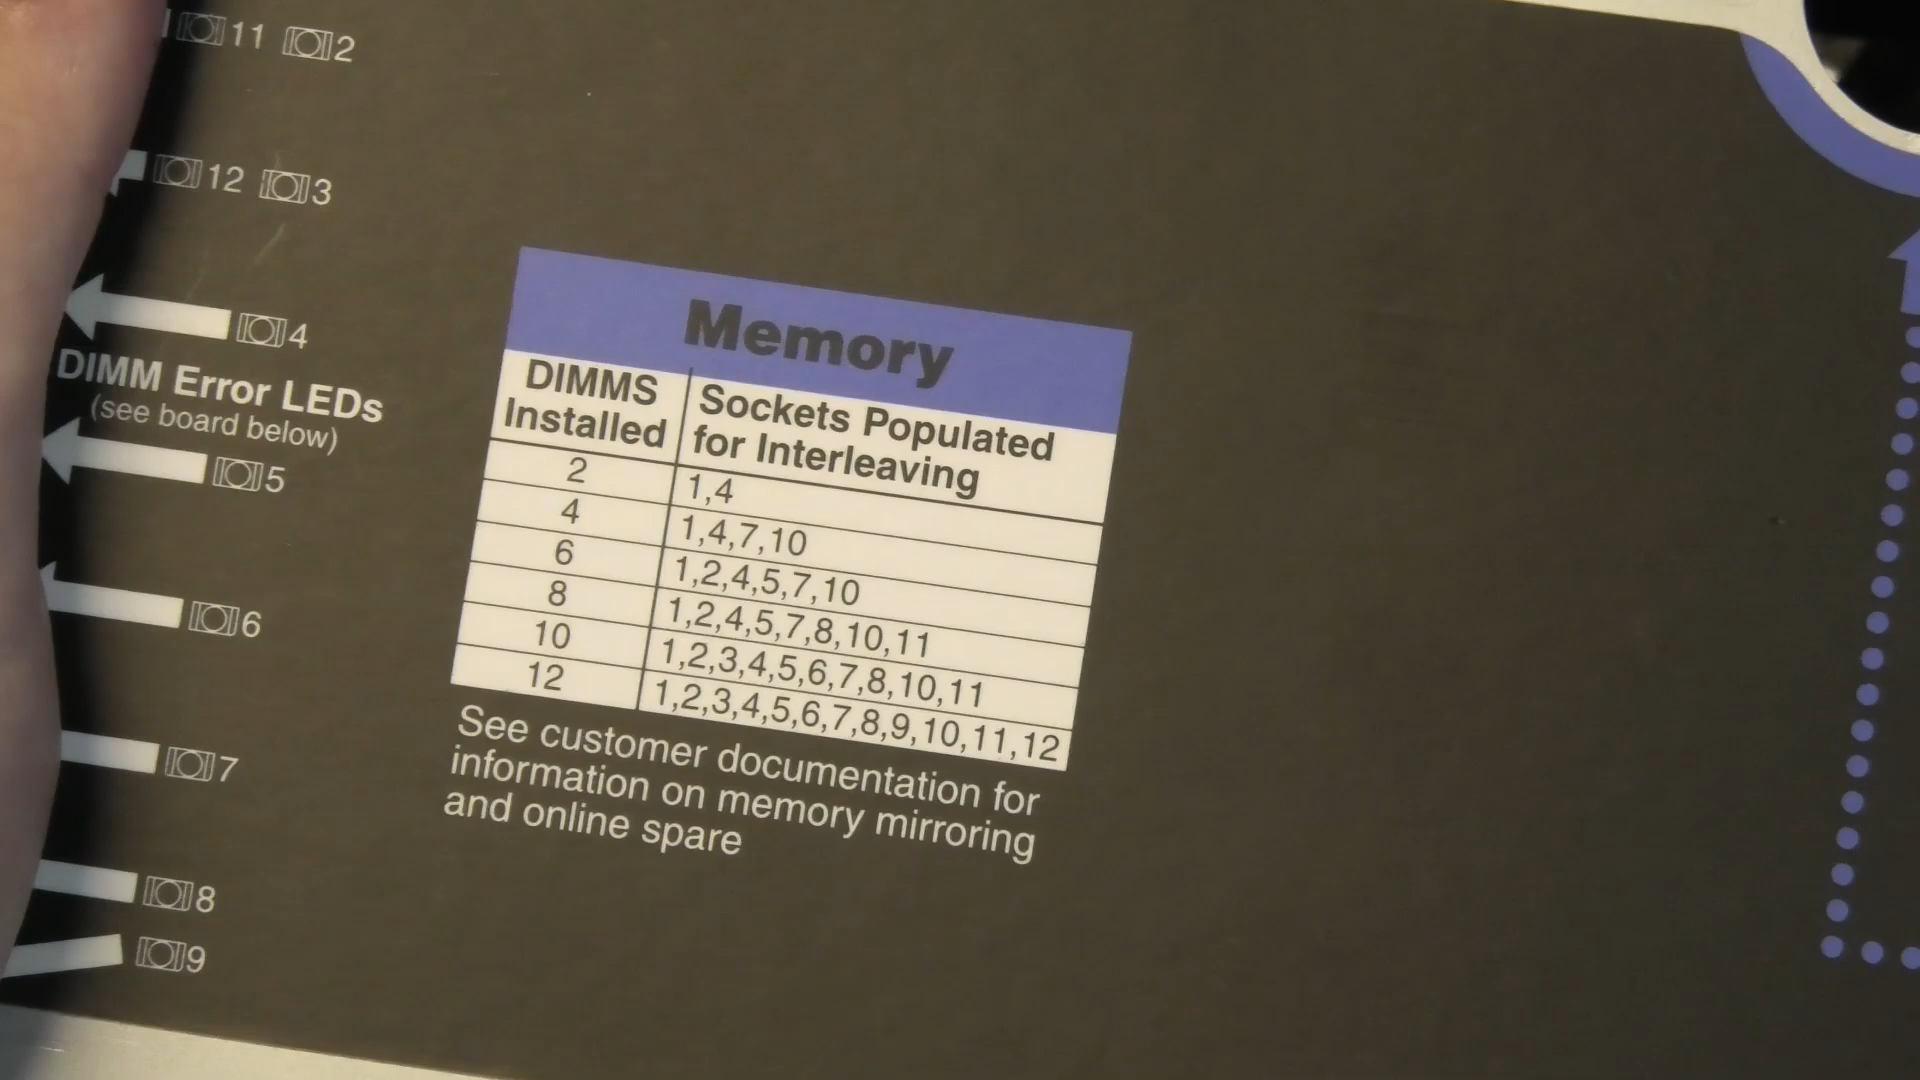 11 2
12 3
4
DIMM Error LEDs
(see board below)
5
6
7
8
9
Memory
DIMMS Installed
Sockets Populated for Interleaving
2 1,4
4 1,4,7,10
6 1,2,4,5,7,10
8 1,2,4,5,7,8,10,11
10 1,2,3,4,5,6,7,8,10,11
12 1,2,3,4,5,6,7,8,9,10,11,12
See customer documentation for
information on memory mirroring
and online spare